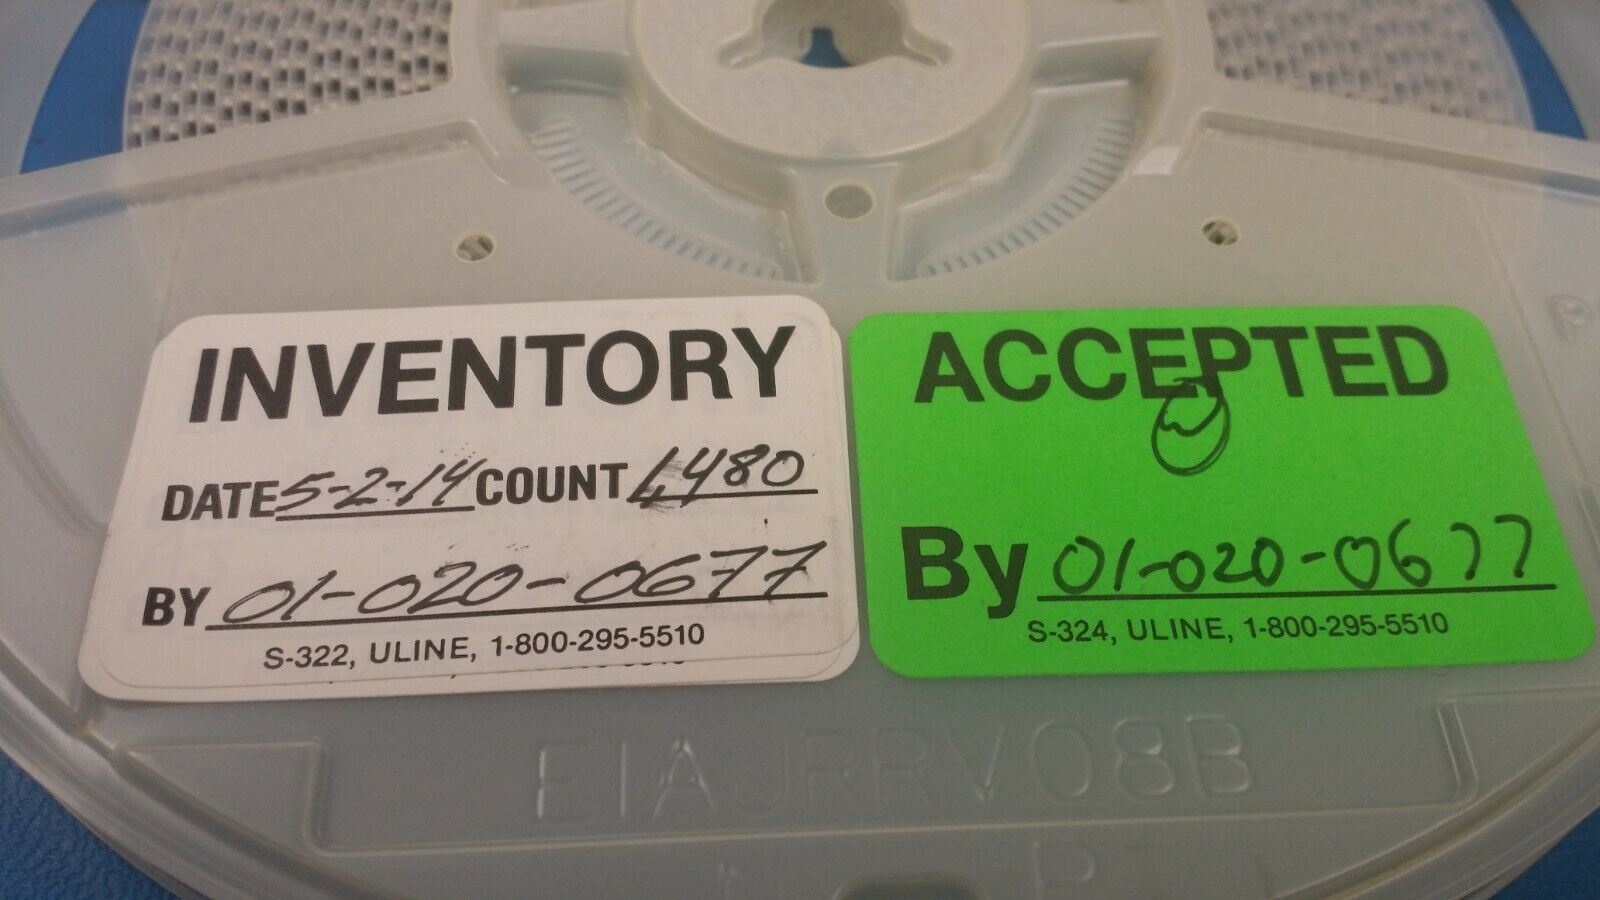 INVENTORY
DATE 5-2-14 COUNT 4480
BY 01-020-0677
S-322, ULINE, 1-800-295-5510
ACCEPTED
By 01-020-0677
S-324, ULINE, 1-800-295-5510
EIAJRRV08B